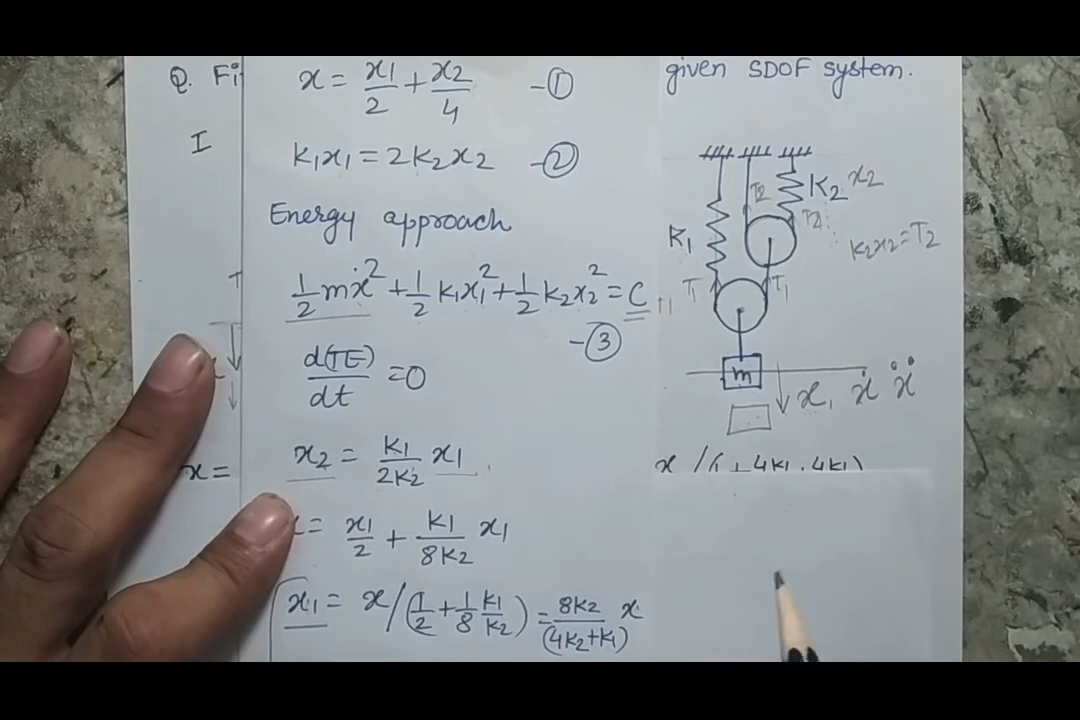 Q. Fi
given SDOF system.
x = x1/2 + x2/4 -①
I
K1x1 = 2K2x2 -②
Energy approach
1/2 mẋ² + 1/2 k1x1² + 1/2 k2x2² = C
-③
d(TE)/dt = 0
x2 = K1/2K2 x1
x=
= x1/2 + K1/8K2 x1
x1 = x/(1/2 + 1/8 K1/K2) = 8K2/(4K2+K1) x
K2 x2
T2
T2
K2x2 = T2
K1
T1
T1
m
x, ẋ ẍ